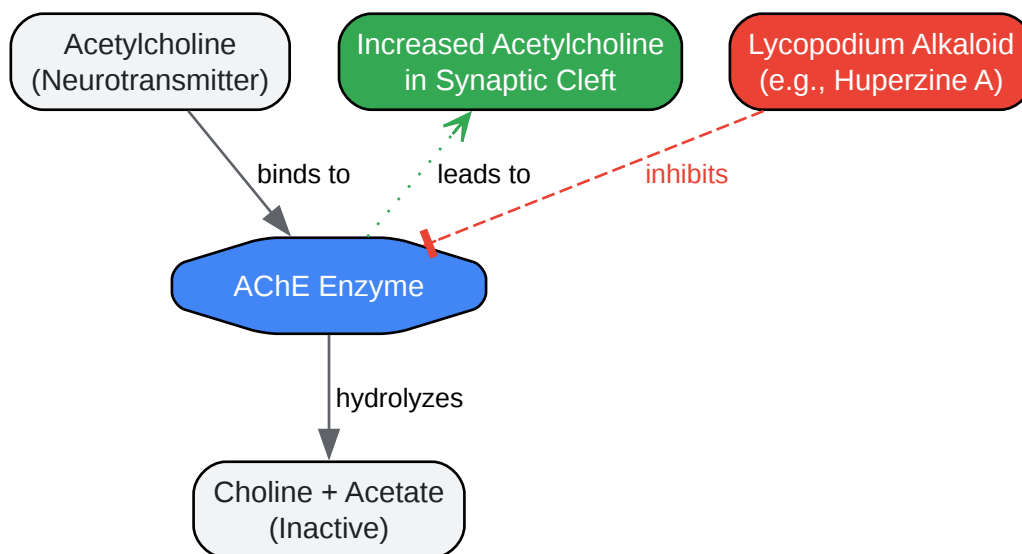 Acetylcholine
(Neurotransmitter)
Increased Acetylcholine
in Synaptic Cleft
Lycopodium Alkaloid
(e.g., Huperzine A)
binds to
leads to
inhibits
AChE Enzyme
hydrolyzes
Choline + Acetate
(Inactive)